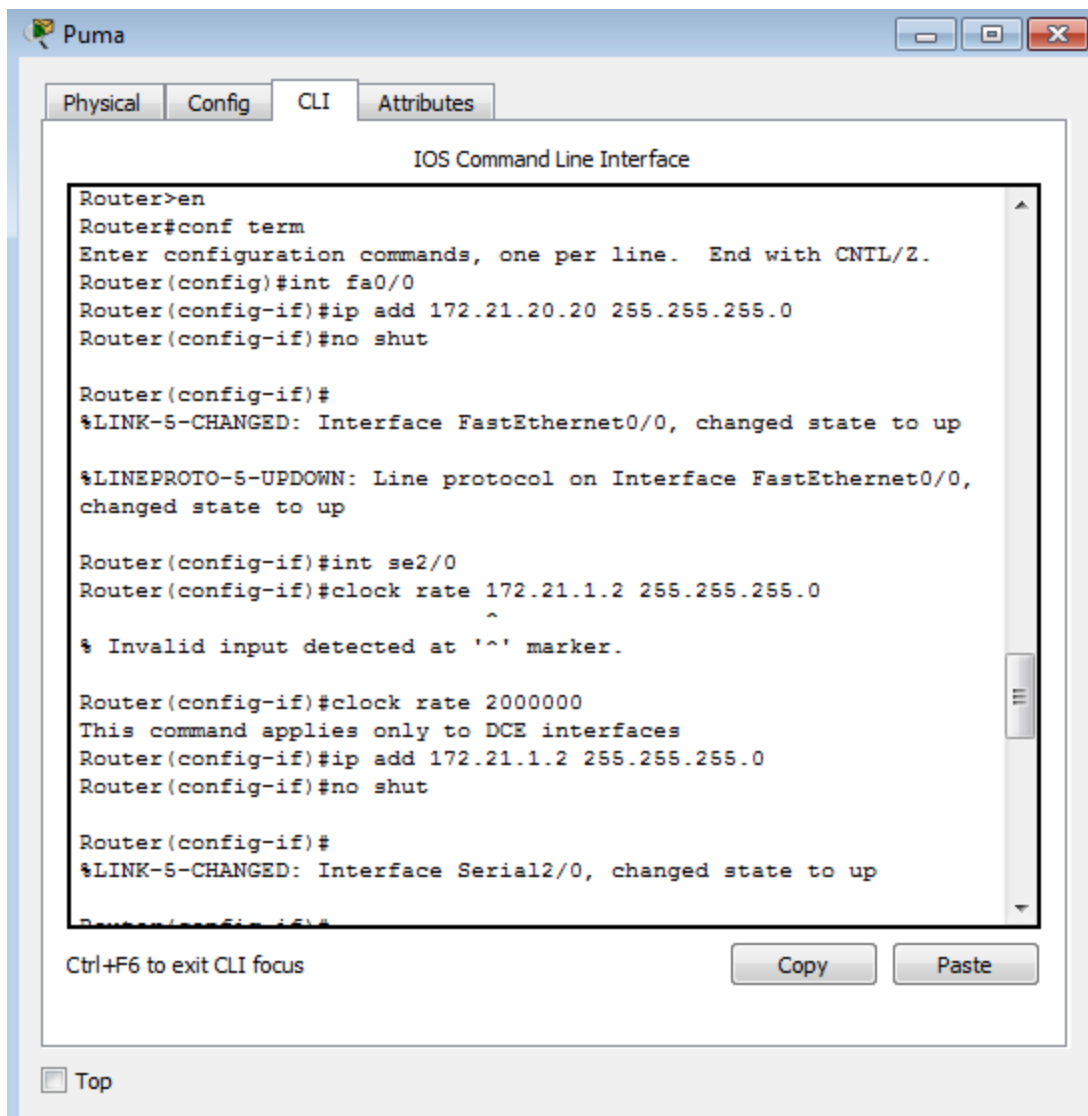 Puma
Physical Config CLI Attributes
IOS Command Line Interface
Router>en
Router#conf term
Enter configuration commands, one per line.  End with CNTL/Z.
Router(config)#int fa0/0
Router(config-if)#ip add 172.21.20.20 255.255.255.0
Router(config-if)#no shut
Router(config-if)#
%LINK-5-CHANGED: Interface FastEthernet0/0, changed state to up
%LINEPROTO-5-UPDOWN: Line protocol on Interface FastEthernet0/0,
changed state to up
Router(config-if)#int se2/0
Router(config-if)#clock rate 172.21.1.2 255.255.255.0
^
% Invalid input detected at '^' marker.
Router(config-if)#clock rate 2000000
This command applies only to DCE interfaces
Router(config-if)#ip add 172.21.1.2 255.255.255.0
Router(config-if)#no shut
Router(config-if)#
%LINK-5-CHANGED: Interface Serial2/0, changed state to up
Router(config-if)#
Ctrl+F6 to exit CLI focus
Copy Paste
Top